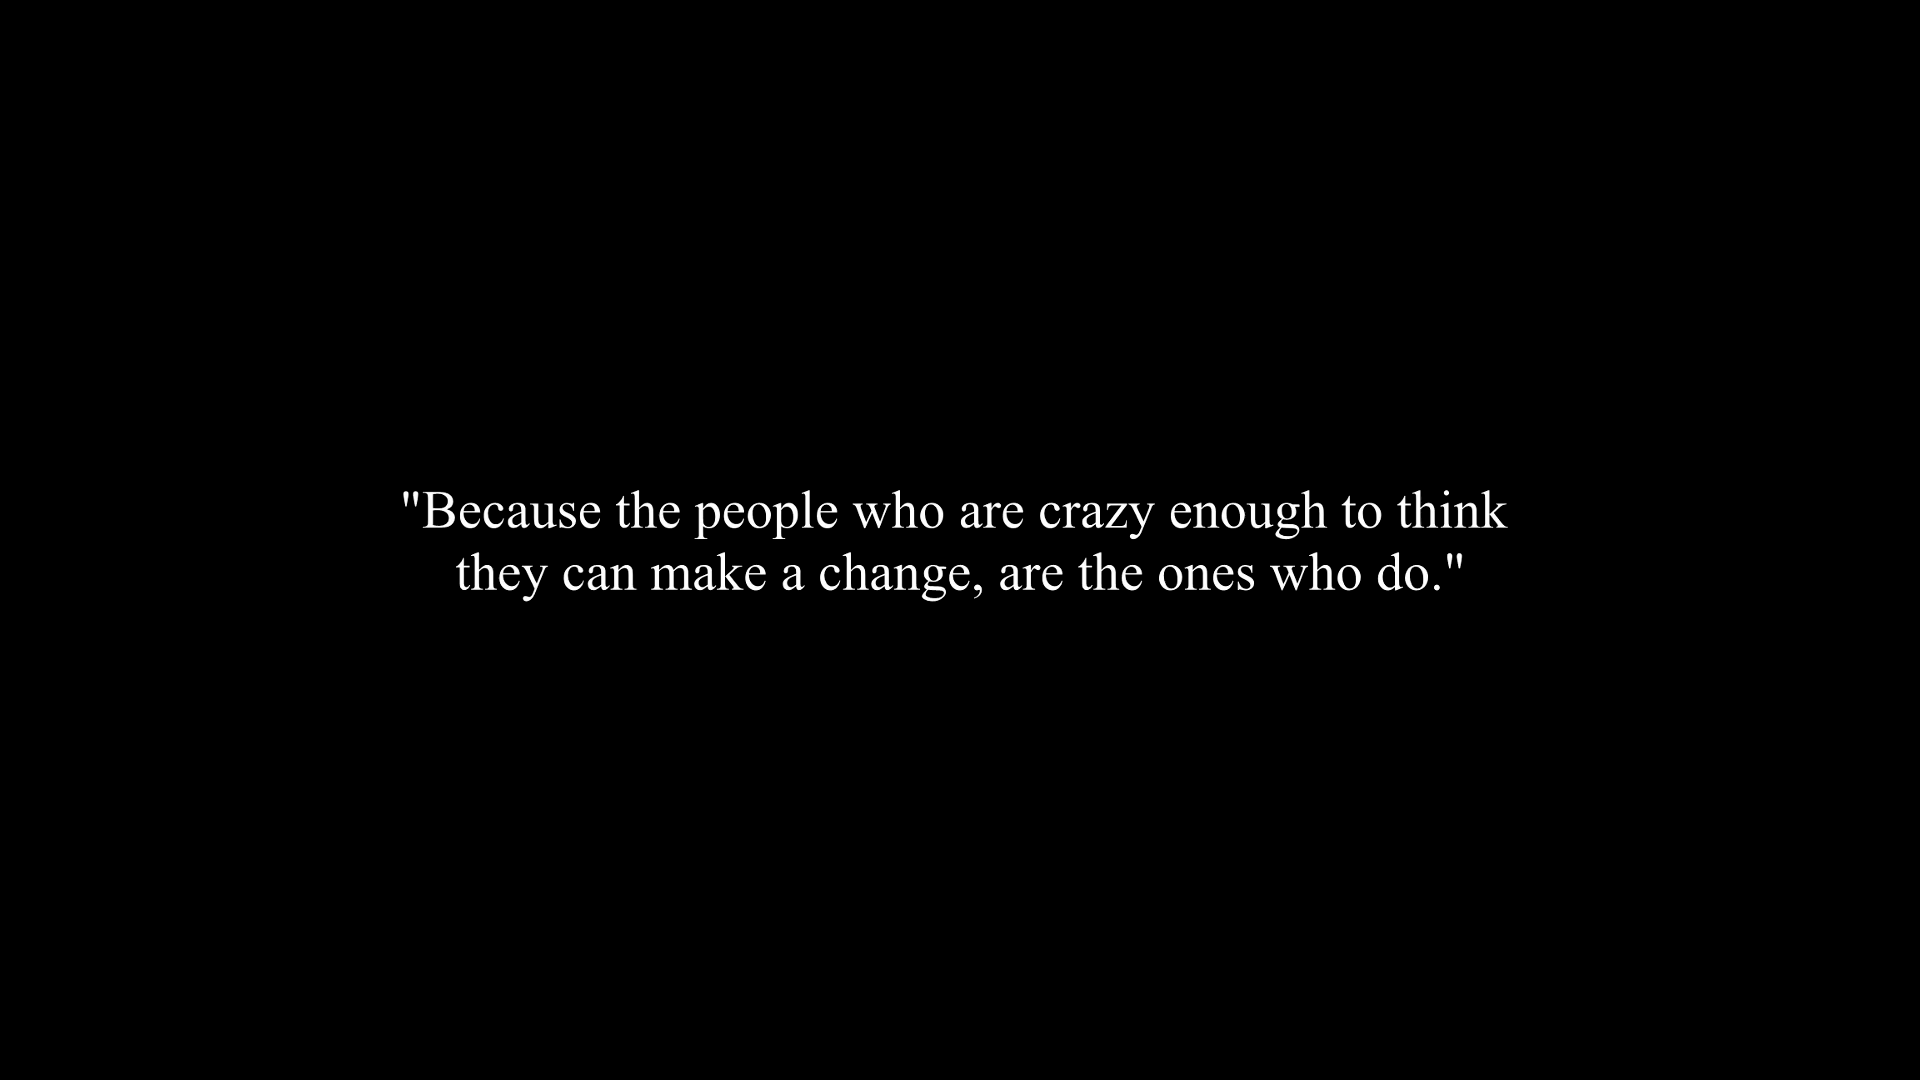 "Because the people who are crazy enough to think
they can make a change, are the ones who do."